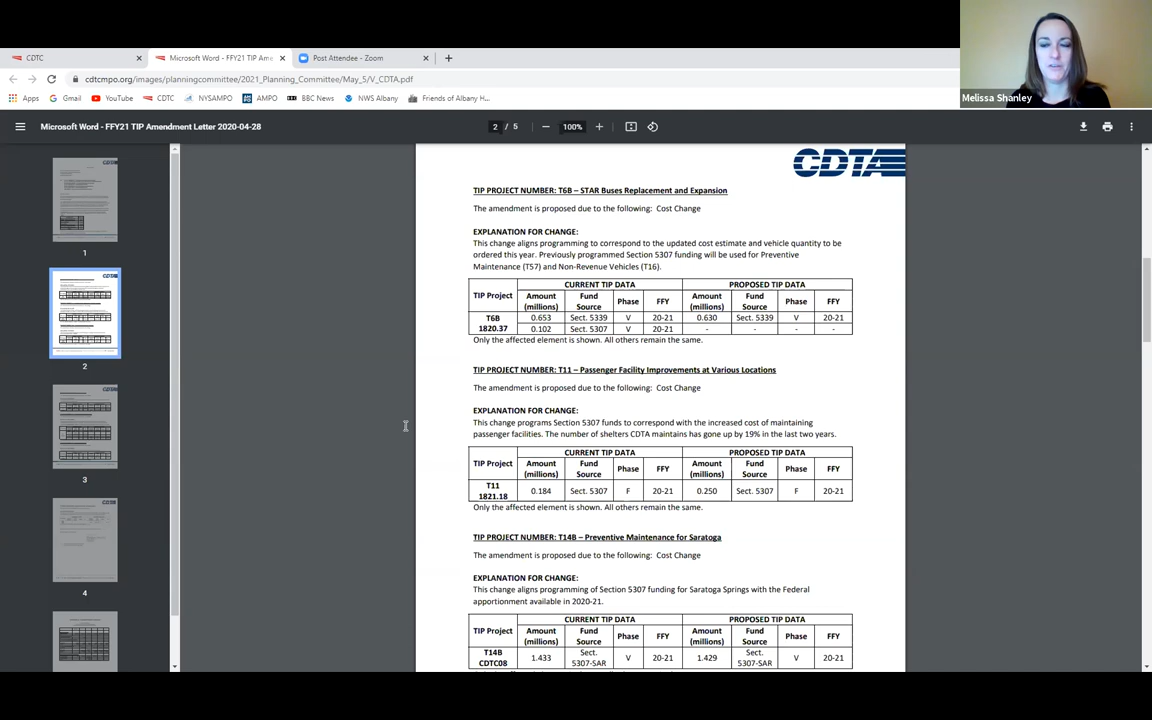 CDTC
Microsoft Word - FFY21 TIP Ame
Post Attendee - Zoom
cdtcmpo.org/images/planningcommittee/2021_Planning_Committee/May_5/V_CDTA.pdf
Apps Gmail YouTube CDTC NYSAMPO AMPO BBC News NWS Albany Friends of Albany H...
Melissa Shanley
Microsoft Word - FFY21 TIP Amendment Letter 2020-04-28
2 / 5
100%
1
2
3
4
CDTA
TIP PROJECT NUMBER: T6B – STAR Buses Replacement and Expansion
The amendment is proposed due to the following: Cost Change
EXPLANATION FOR CHANGE:
This change aligns programming to correspond to the updated cost estimate and vehicle quantity to be
ordered this year. Previously programmed Section 5307 funding will be used for Preventive
Maintenance (T57) and Non-Revenue Vehicles (T16).
TIP Project CURRENT TIP DATA PROPOSED TIP DATA
Amount (millions) Fund Source Phase FFY Amount (millions) Fund Source Phase FFY
T6B 0.653 Sect. 5339 V 20-21 0.630 Sect. 5339 V 20-21
1820.37 0.102 Sect. 5307 V 20-21 - - - -
Only the affected element is shown. All others remain the same.
TIP PROJECT NUMBER: T11 – Passenger Facility Improvements at Various Locations
The amendment is proposed due to the following: Cost Change
EXPLANATION FOR CHANGE:
This change programs Section 5307 funds to correspond with the increased cost of maintaining
passenger facilities. The number of shelters CDTA maintains has gone up by 19% in the last two years.
TIP Project CURRENT TIP DATA PROPOSED TIP DATA
Amount (millions) Fund Source Phase FFY Amount (millions) Fund Source Phase FFY
T11 1821.18 0.184 Sect. 5307 F 20-21 0.250 Sect. 5307 F 20-21
Only the affected element is shown. All others remain the same.
TIP PROJECT NUMBER: T14B – Preventive Maintenance for Saratoga
The amendment is proposed due to the following: Cost Change
EXPLANATION FOR CHANGE:
This change aligns programming of Section 5307 funding for Saratoga Springs with the Federal
apportionment available in 2020-21.
TIP Project CURRENT TIP DATA PROPOSED TIP DATA
Amount (millions) Fund Source Phase FFY Amount (millions) Fund Source Phase FFY
T14B CDTC08 1.433 Sect. 5307-SAR V 20-21 1.429 Sect. 5307-SAR V 20-21